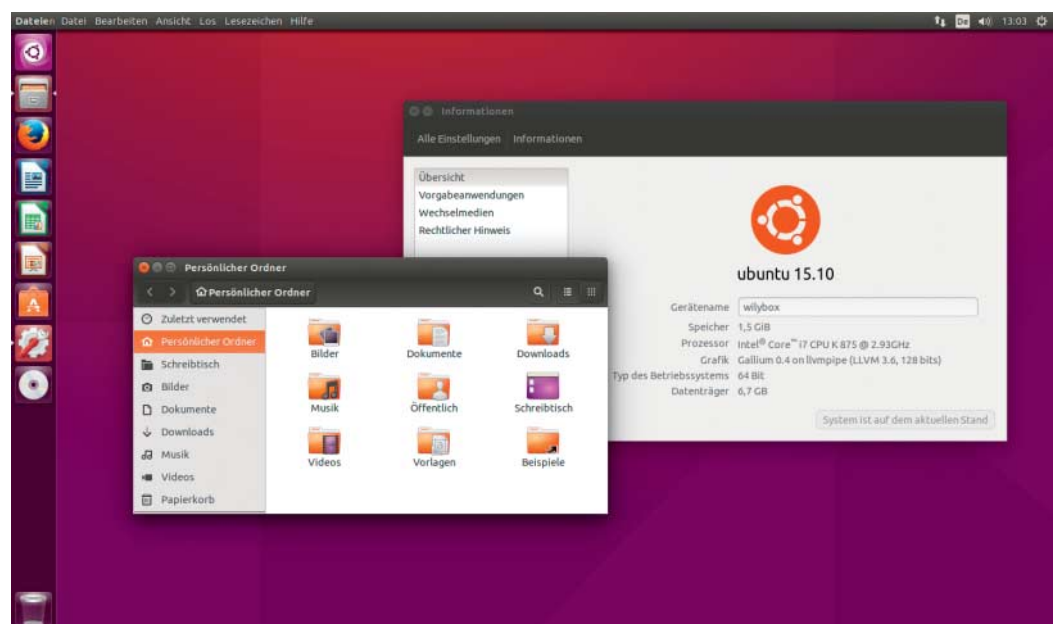 Dateien Datei Bearbeiten Ansicht Los Lesezeichen Hilfe
De 13:03
Informationen
Alle Einstellungen Informationen
Übersicht
Vorgabeanwendungen
Wechselmedien
Rechtlicher Hinweis
ubuntu 15.10
Gerätename wilybox
Speicher 1,5 GiB
Prozessor Intel® Core™ i7 CPU K 875 @ 2.93GHz
Grafik Gallium 0.4 on llvmpipe (LLVM 3.6, 128 bits)
Typ des Betriebssystems 64 Bit
Datenträger 6,7 GB
System ist auf dem aktuellen Stand
Persönlicher Ordner
Persönlicher Ordner
Zuletzt verwendet
Persönlicher Ordner
Schreibtisch
Bilder
Dokumente
Downloads
Musik
Videos
Papierkorb
Bilder Dokumente Downloads
Musik Öffentlich Schreibtisch
Videos Vorlagen Beispiele